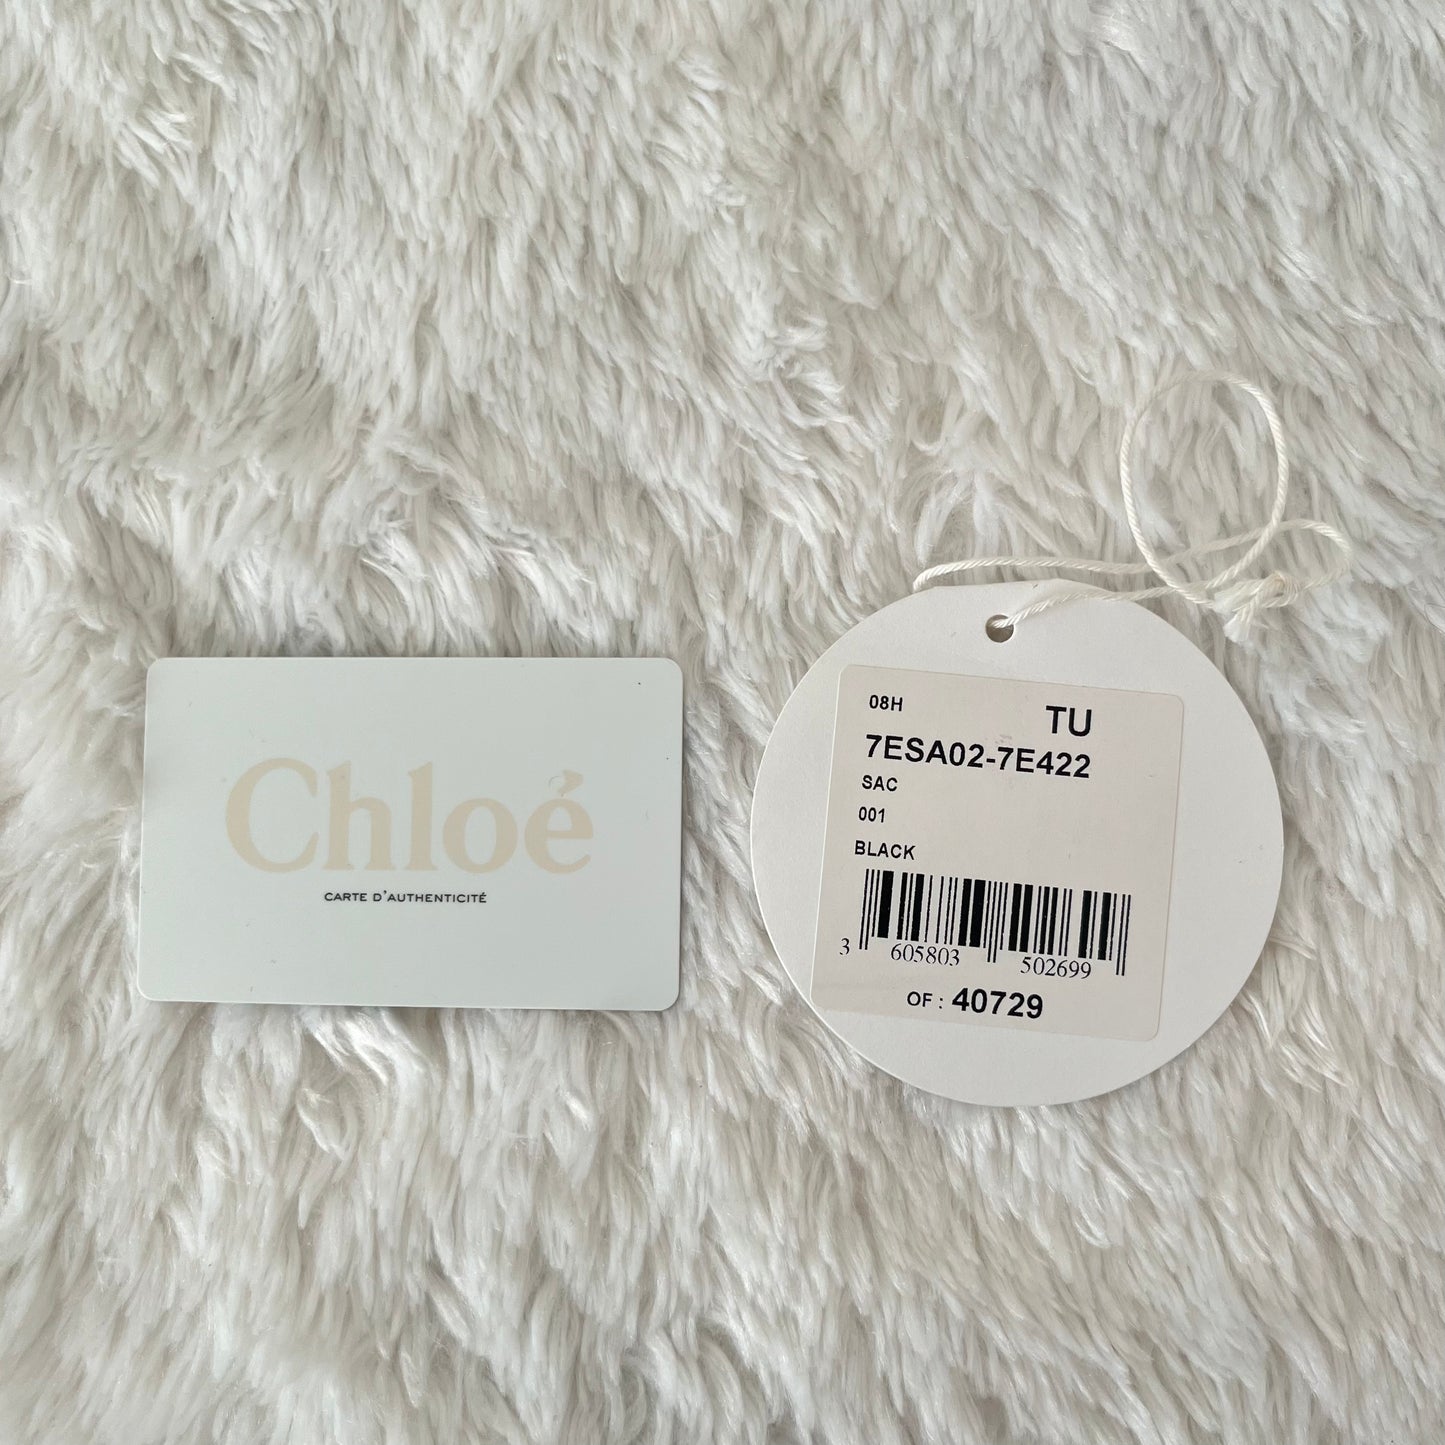 Chloé
CARTE D'AUTHENTICITÉ
08H TU
7ESA02-7E422
SAC
001
BLACK
3 605803 502699
OF : 40729